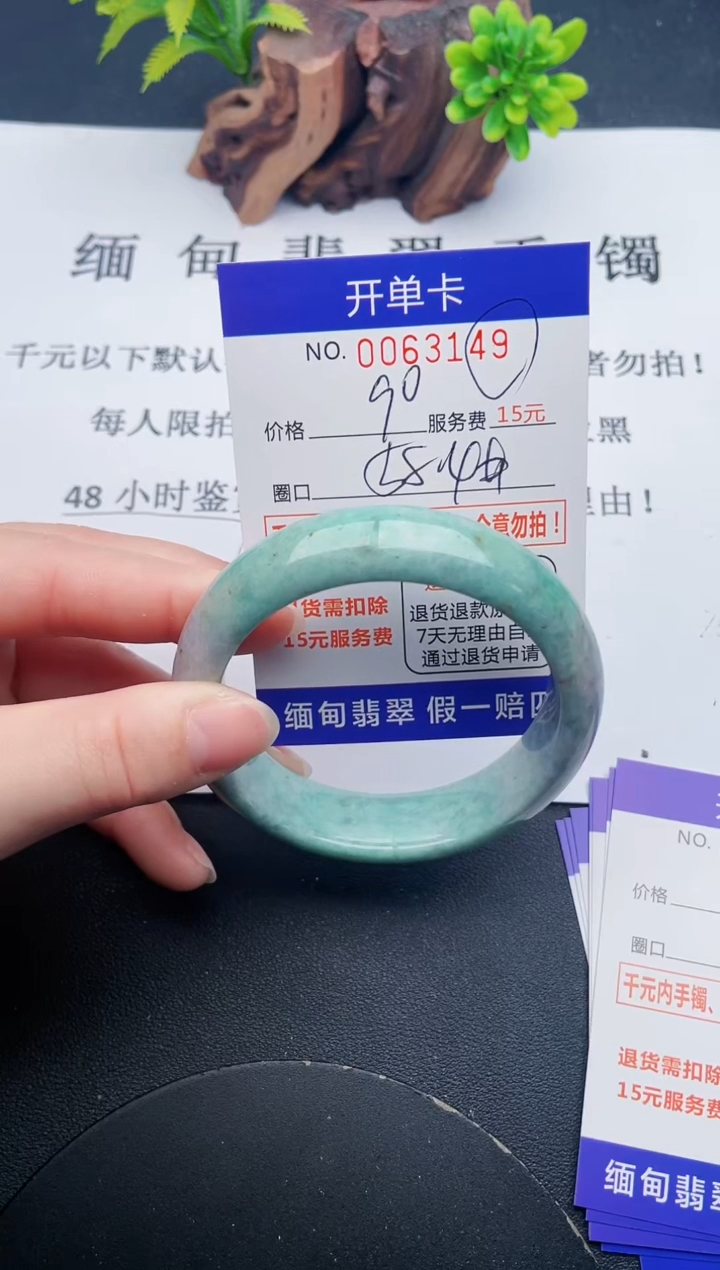 缅甸翡翠手镯
开单卡
NO. 0063149
千元以下默认
者勿拍！
价格 90 服务费 15元
每人限拍
黑
圈口
48 小时鉴
理由！
介意勿拍！
货需扣除
15元服务费
退货退款
7天无理由自
通过退货申请
缅甸翡翠 假一赔四
NO.
价格
圈口
千元内手镯、
退货需扣除
15元服务费
缅甸翡